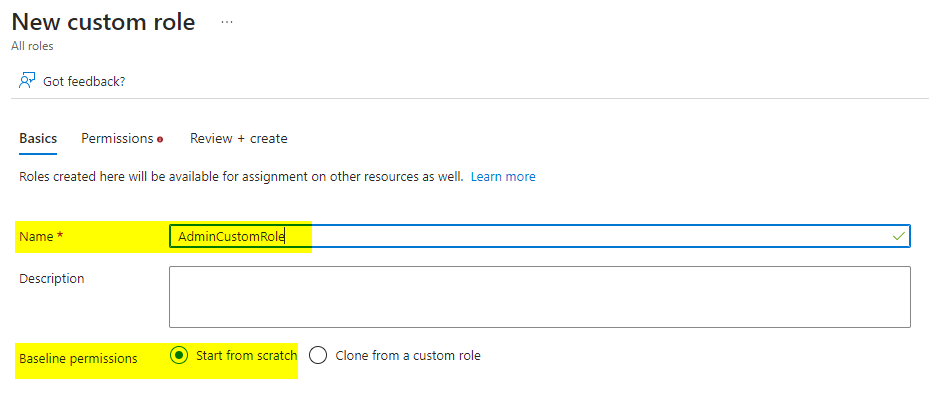 New custom role ...
All roles
Got feedback?
Basics Permissions Review + create
Roles created here will be available for assignment on other resources as well. Learn more
Name * AdminCustomRole
Description
Baseline permissions Start from scratch Clone from a custom role